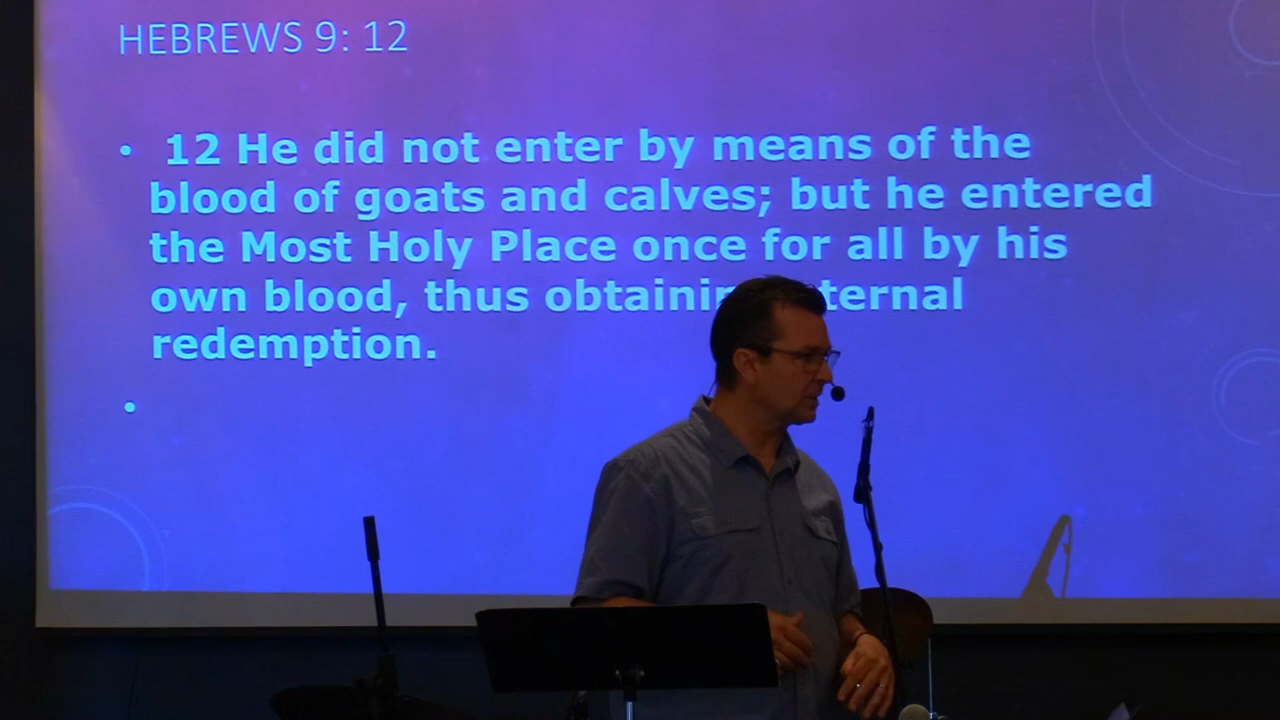 HEBREWS 9: 12
• 12 He did not enter by means of the
blood of goats and calves; but he entered
the Most Holy Place once for all by his
own blood, thus
redemption.
•